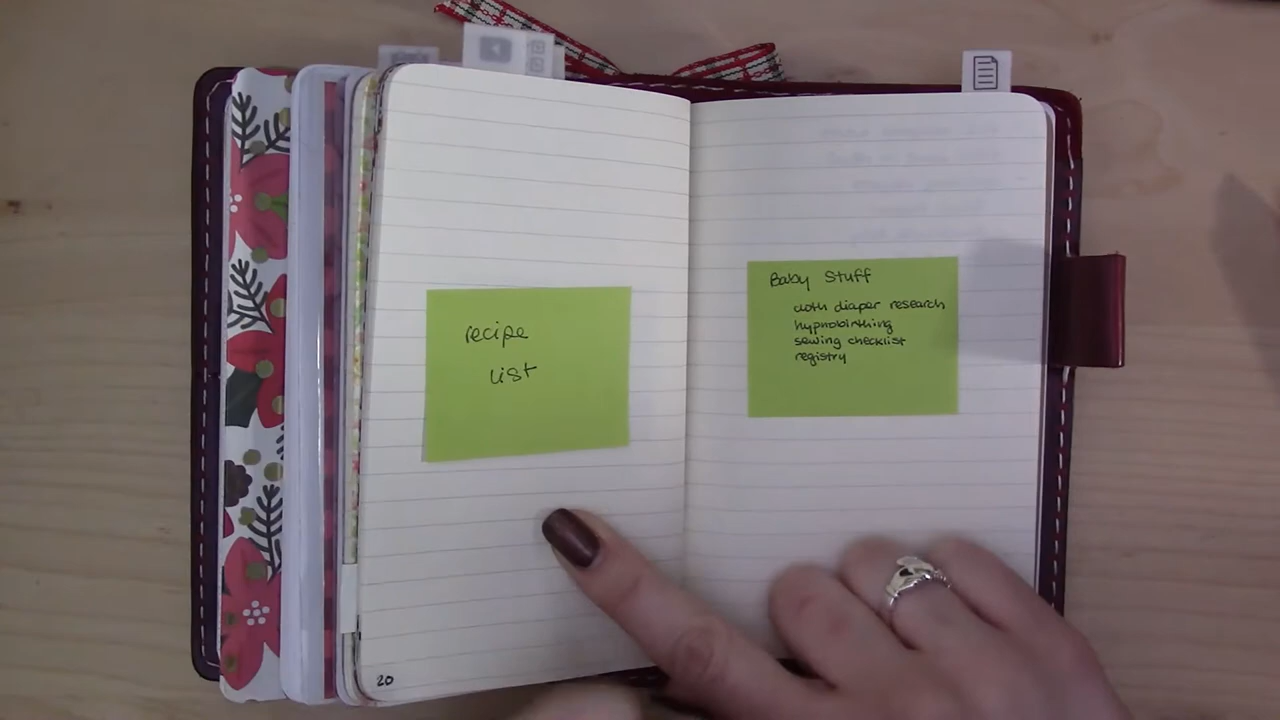 recipe
list
Baby Stuff
cloth diaper research
hypnobirthing
sewing checklist
registry
20